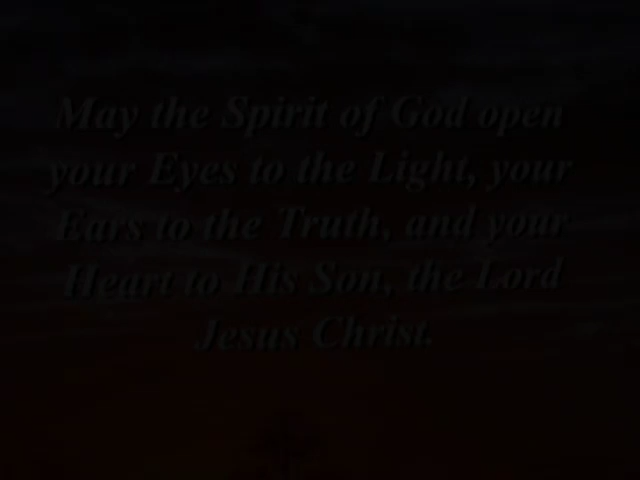 May the Spirit of God open
your Eyes to the Light, your
Ears to the Truth, and your
Heart to His Son, the Lord
Jesus Christ.